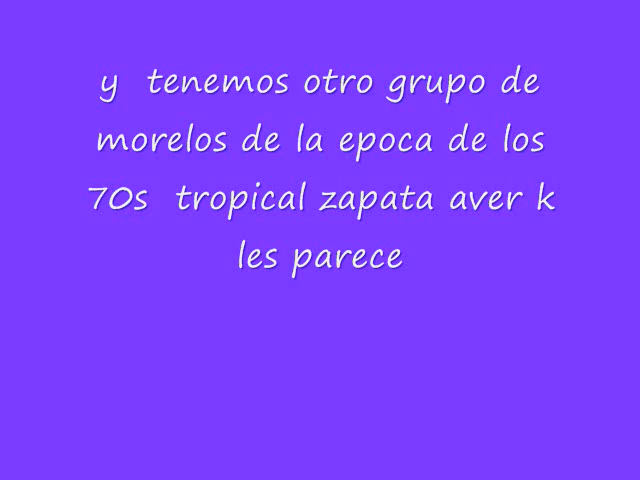 y  tenemos otro grupo de
morelos de la epoca de los
70s  tropical zapata aver k
les parece